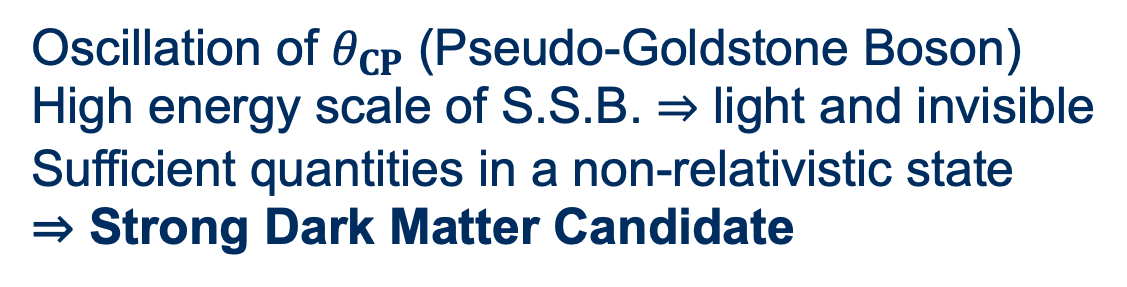 Oscillation of θ_CP (Pseudo-Goldstone Boson)
High energy scale of S.S.B. ⇒ light and invisible
Sufficient quantities in a non-relativistic state
⇒ Strong Dark Matter Candidate